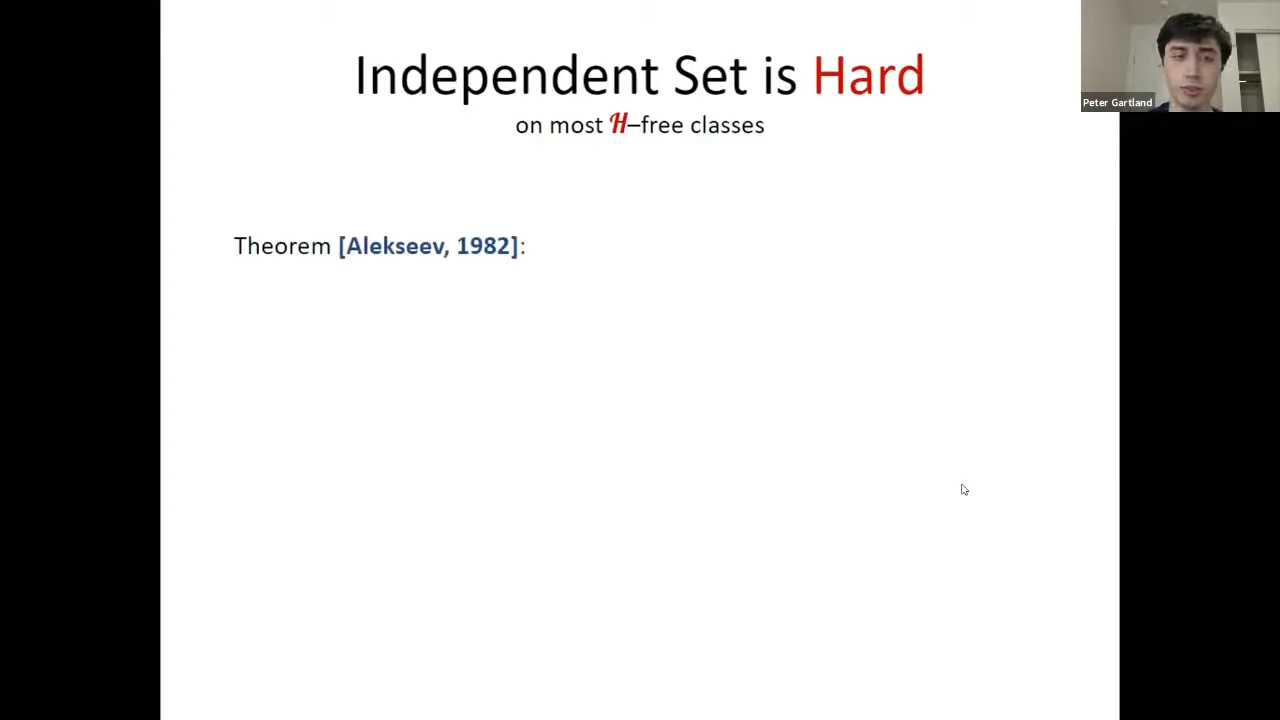 Independent Set is Hard
on most H–free classes
Peter Gartland
Theorem [Alekseev, 1982]: